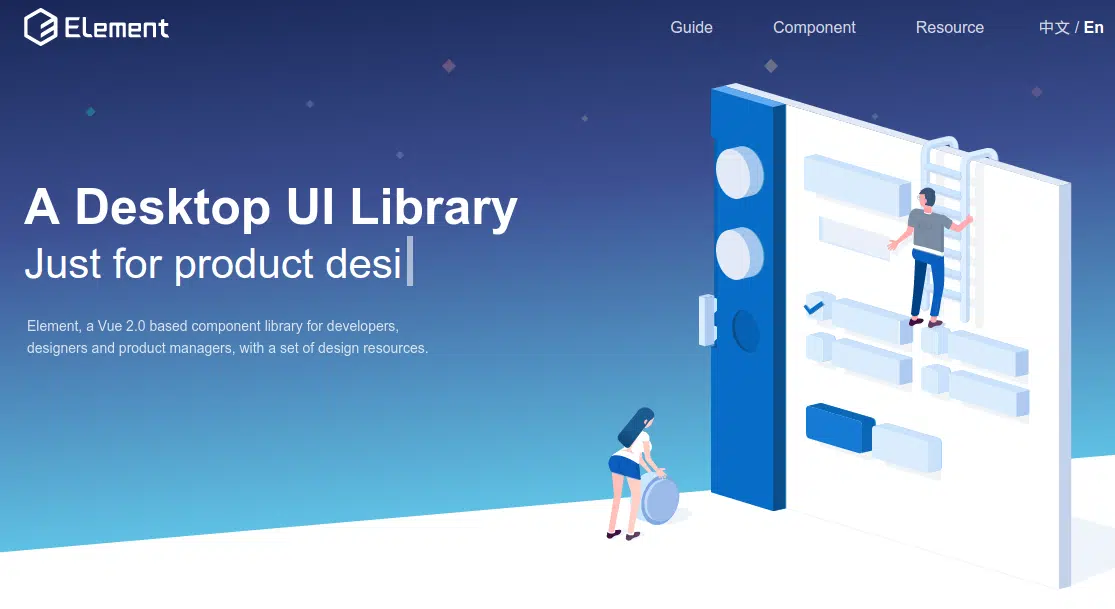 Element
Guide
Component
Resource
中文 / En
A Desktop UI Library
Just for product desi
Element, a Vue 2.0 based component library for developers,
designers and product managers, with a set of design resources.